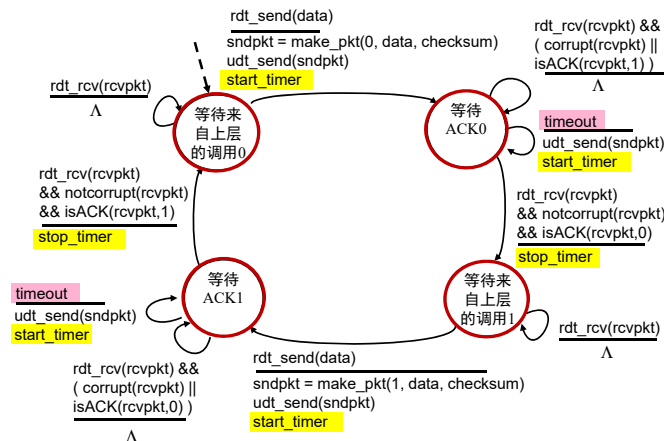 rdt_send(data)
sndpkt = make_pkt(0, data, checksum)
udt_send(sndpkt)
start_timer
rdt_rcv(rcvpkt) &&
( corrupt(rcvpkt) ||
isACK(rcvpkt,1) )
Λ
rdt_rcv(rcvpkt)
Λ
等待来
自上层
的调用0
等待
ACK0
timeout
udt_send(sndpkt)
start_timer
rdt_rcv(rcvpkt)
&& notcorrupt(rcvpkt)
&& isACK(rcvpkt,1)
stop_timer
rdt_rcv(rcvpkt)
&& notcorrupt(rcvpkt)
&& isACK(rcvpkt,0)
stop_timer
timeout
udt_send(sndpkt)
start_timer
等待
ACK1
等待来
自上层
的调用1
rdt_rcv(rcvpkt)
Λ
rdt_rcv(rcvpkt) &&
( corrupt(rcvpkt) ||
isACK(rcvpkt,0) )
Λ
rdt_send(data)
sndpkt = make_pkt(1, data, checksum)
udt_send(sndpkt)
start_timer